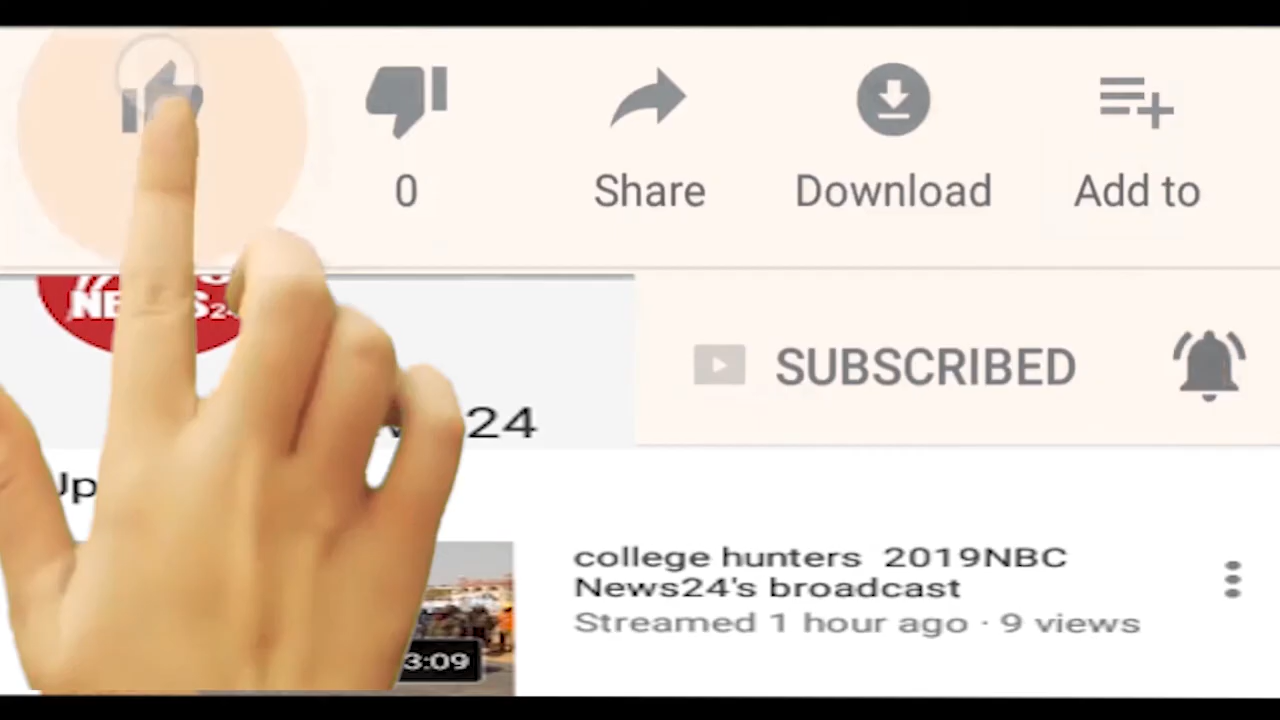 0
Share
Download
Add to
SUBSCRIBED
24
college hunters 2019NBC
News24's broadcast
Streamed 1 hour ago · 9 views
3:09